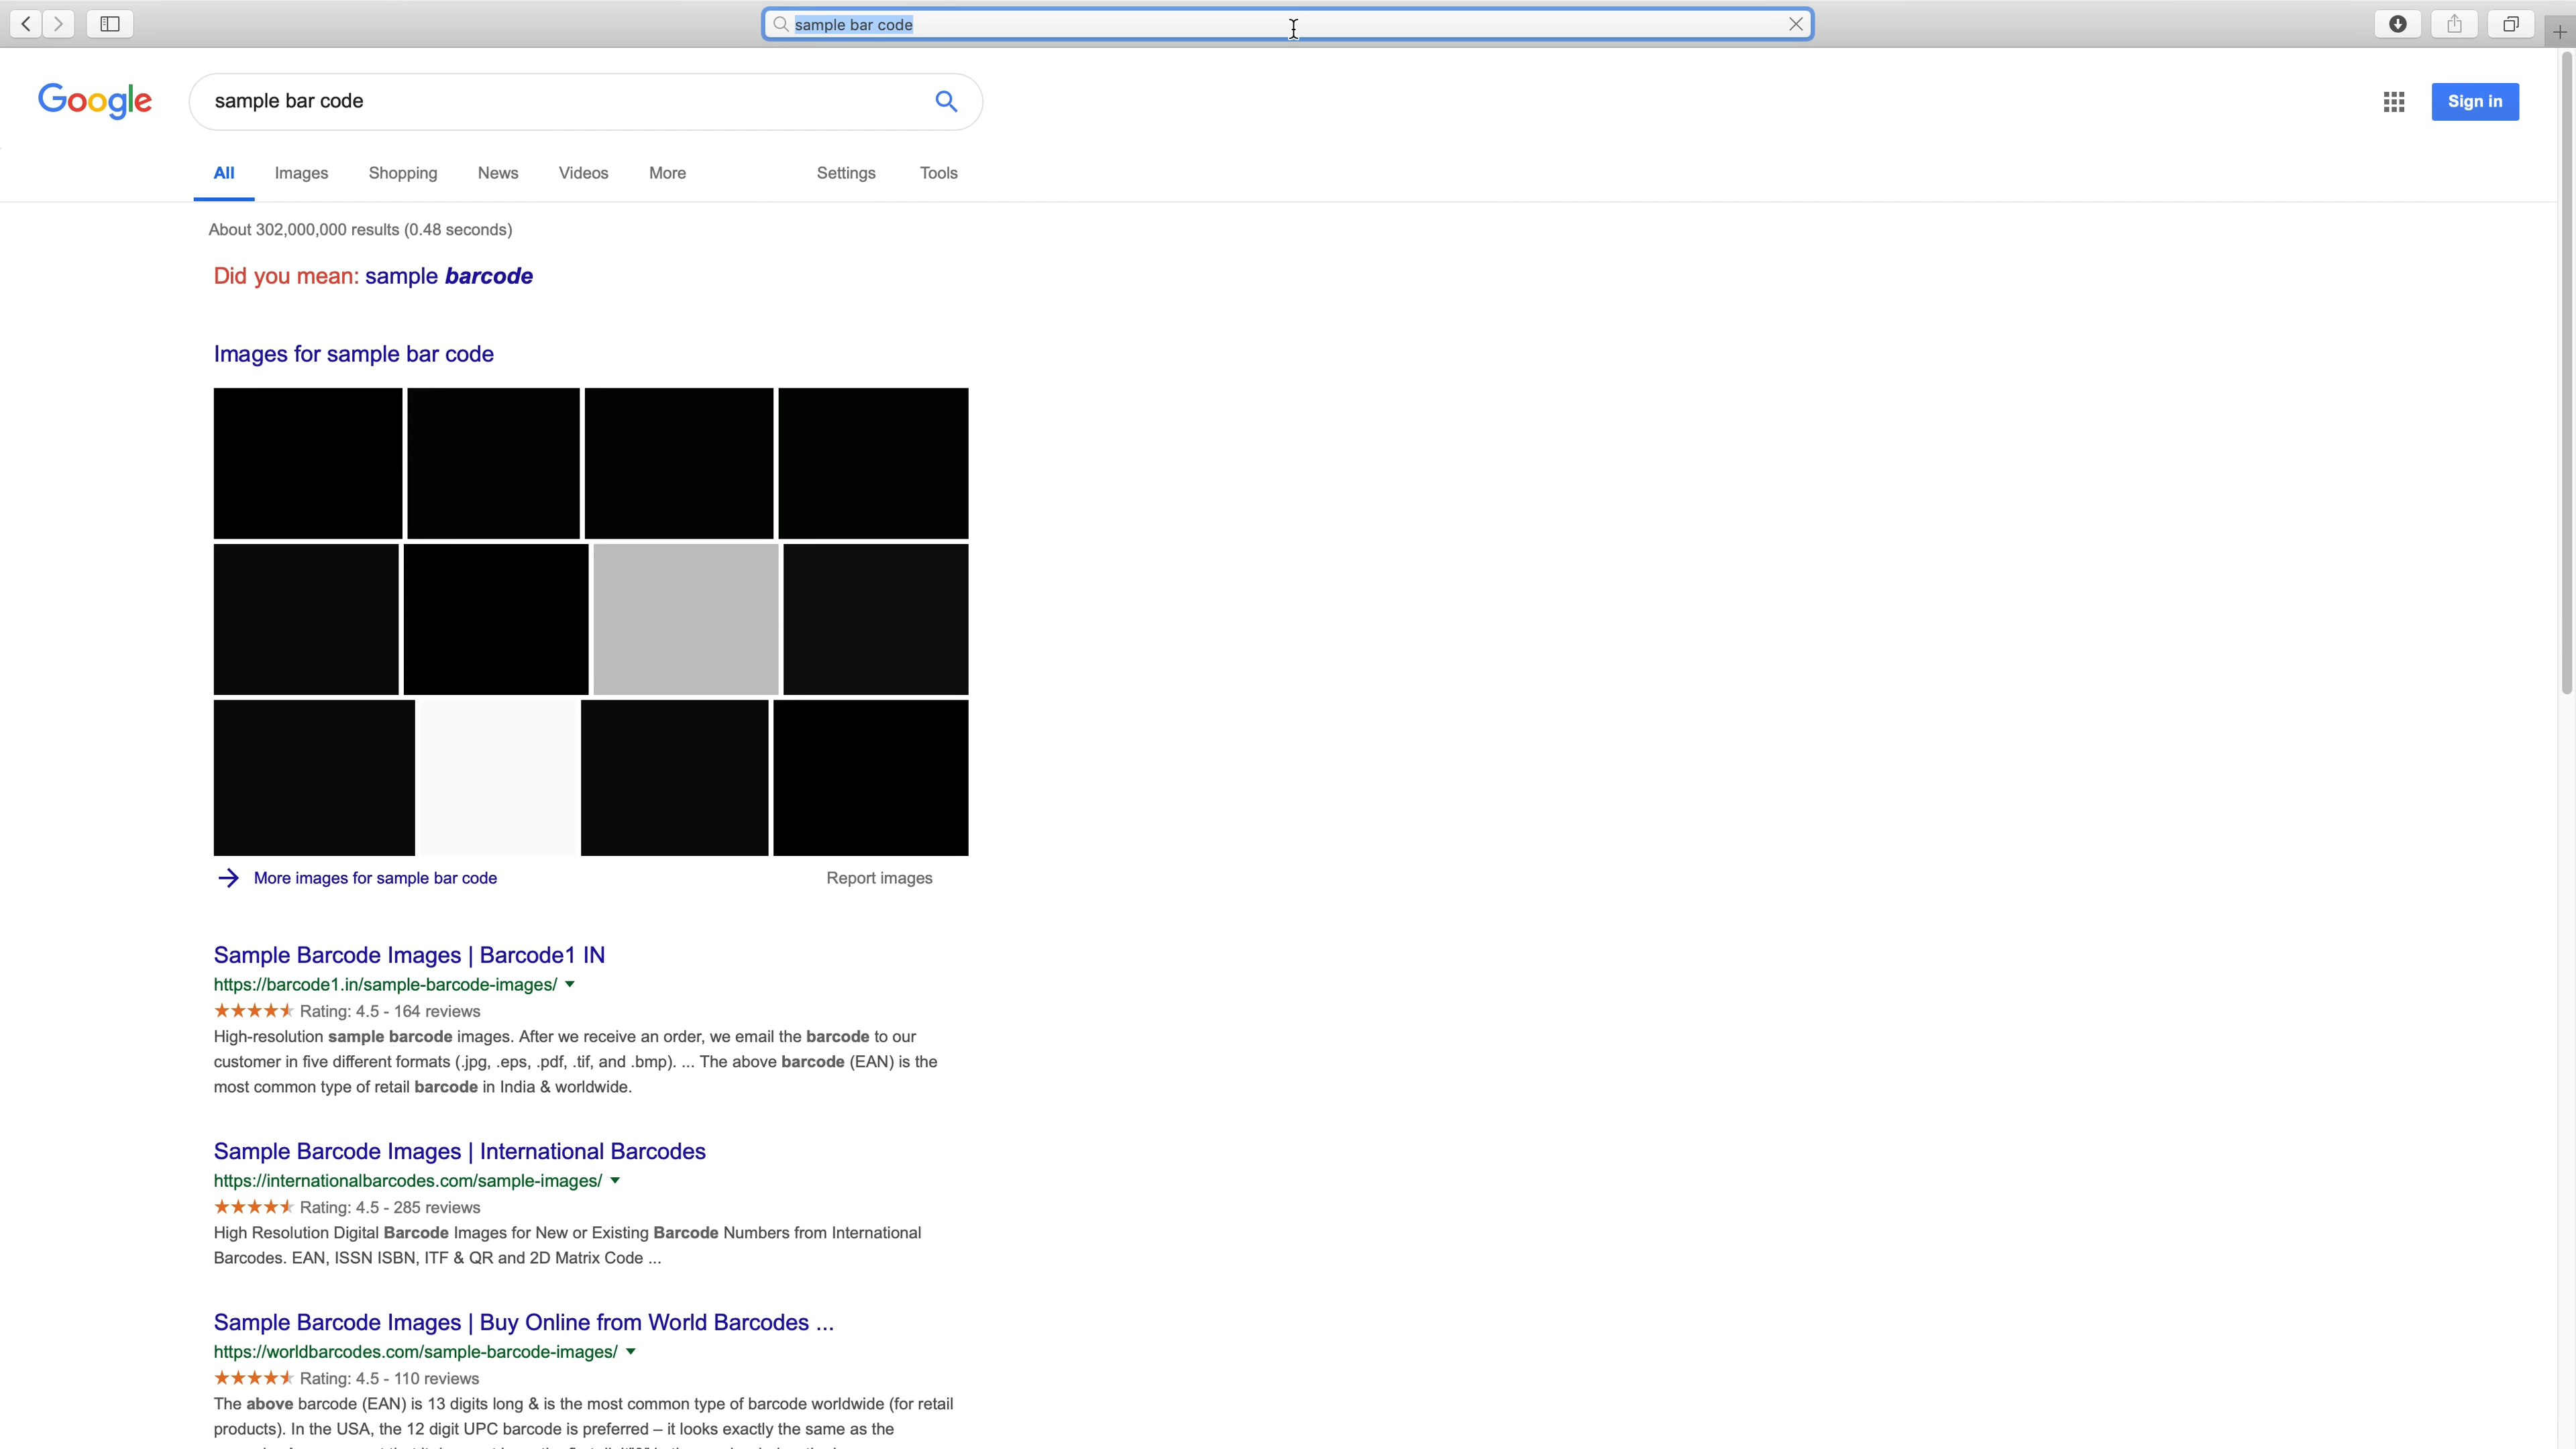 sample bar code
Google
sample bar code
Sign in
All Images Shopping News Videos More Settings Tools
About 302,000,000 results (0.48 seconds)
Did you mean: sample barcode
Images for sample bar code
More images for sample bar code
Report images
Sample Barcode Images | Barcode1 IN
https://barcode1.in/sample-barcode-images/
Rating: 4.5 - 164 reviews
High-resolution sample barcode images. After we receive an order, we email the barcode to our
customer in five different formats (.jpg, .eps, .pdf, .tif, and .bmp). ... The above barcode (EAN) is the
most common type of retail barcode in India & worldwide.
Sample Barcode Images | International Barcodes
https://internationalbarcodes.com/sample-images/
Rating: 4.5 - 285 reviews
High Resolution Digital Barcode Images for New or Existing Barcode Numbers from International
Barcodes. EAN, ISSN ISBN, ITF & QR and 2D Matrix Code ...
Sample Barcode Images | Buy Online from World Barcodes ...
https://worldbarcodes.com/sample-barcode-images/
Rating: 4.5 - 110 reviews
The above barcode (EAN) is 13 digits long & is the most common type of barcode worldwide (for retail
products). In the USA, the 12 digit UPC barcode is preferred – it looks exactly the same as the